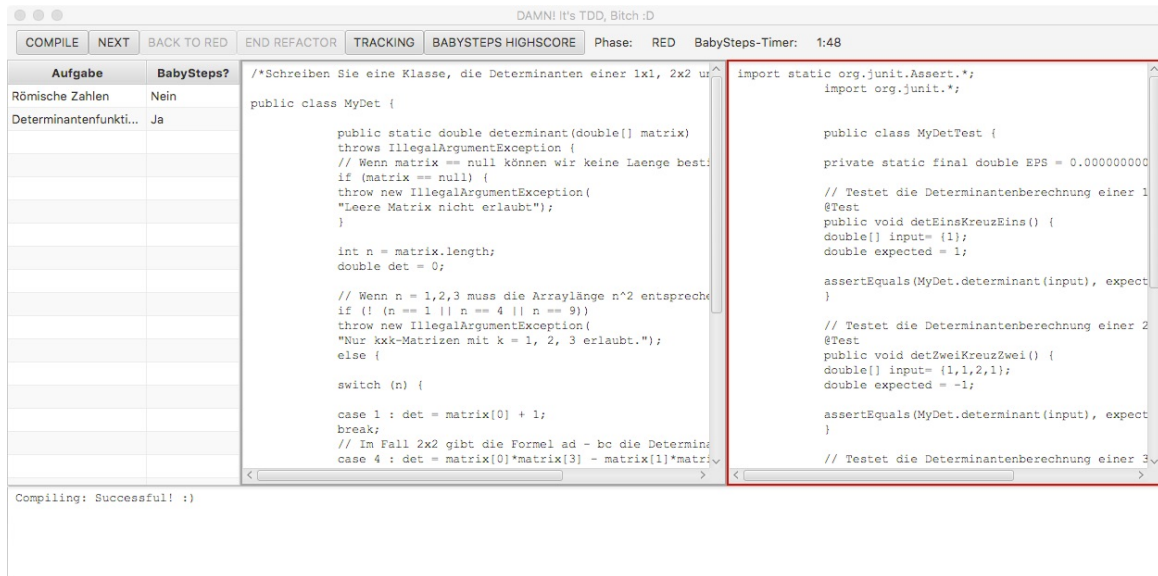 DAMN! It's TDD, Bitch :D
COMPILE NEXT BACK TO RED END REFACTOR TRACKING BABYSTEPS HIGHSCORE Phase: RED BabySteps-Timer: 1:48
Aufgabe BabySteps?
Römische Zahlen Nein
Determinantenfunkti... Ja
/*Schreiben Sie eine Klasse, die Determinanten einer 1x1, 2x2 un
public class MyDet {
public static double determinant(double[] matrix)
throws IllegalArgumentException {
// Wenn matrix == null können wir keine Laenge besti
if (matrix == null) {
throw new IllegalArgumentException(
"Leere Matrix nicht erlaubt");
}
int n = matrix.length;
double det = 0;
// Wenn n = 1,2,3 muss die Arraylänge n^2 entspreche
if (! (n == 1 || n == 4 || n == 9))
throw new IllegalArgumentException(
"Nur kxk-Matrizen mit k = 1, 2, 3 erlaubt.");
else {
switch (n) {
case 1 : det = matrix[0] + 1;
break;
// Im Fall 2x2 gibt die Formel ad - bc die Determina
case 4 : det = matrix[0]*matrix[3] - matrix[1]*matri
import static org.junit.Assert.*;
import org.junit.*;
public class MyDetTest {
private static final double EPS = 0.000000000
// Testet die Determinantenberechnung einer 1
@Test
public void detEinsKreuzEins() {
double[] input= {1};
double expected = 1;
assertEquals(MyDet.determinant(input), expect
}
// Testet die Determinantenberechnung einer 2
@Test
public void detZweiKreuzZwei() {
double[] input= {1,1,2,1};
double expected = -1;
assertEquals(MyDet.determinant(input), expect
}
// Testet die Determinantenberechnung einer 3
Compiling: Successful! :)